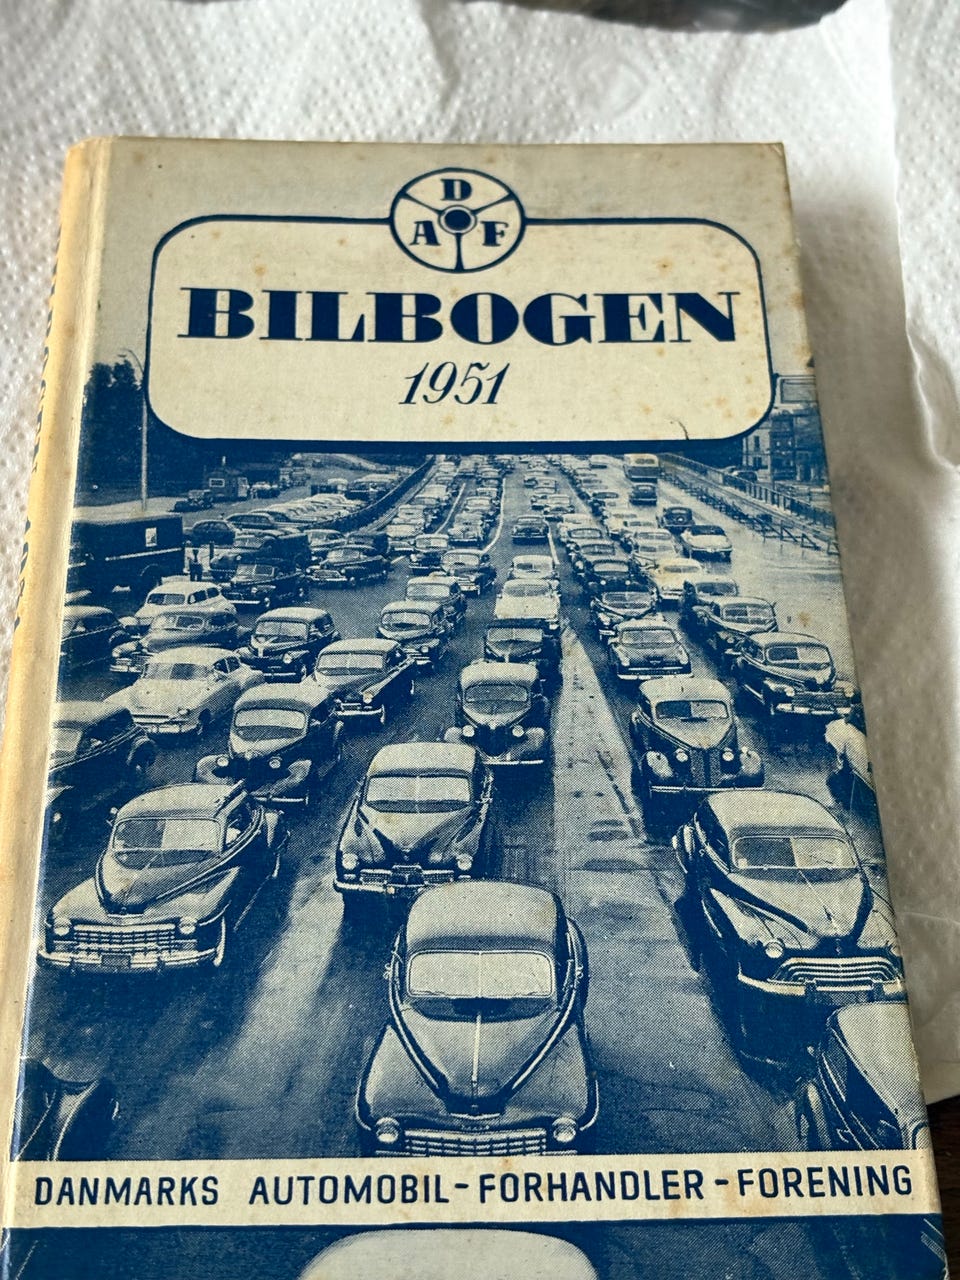 D
A F
BILBOGEN
1951
DANMARKS AUTOMOBIL-FORHANDLER-FORENING